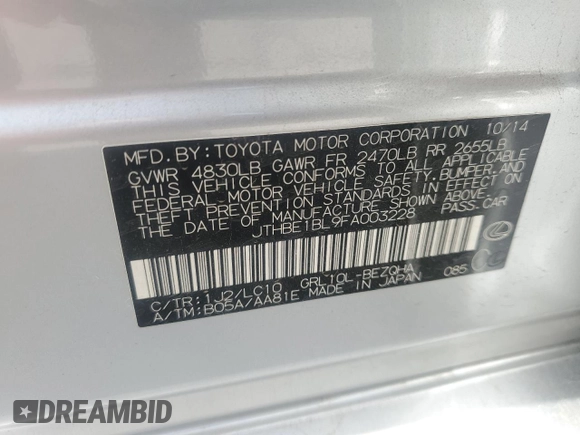 MFD.BY:TOYOTA MOTOR CORPORATION 10/14
GVWR 4830LB GAWR FR 2470LB RR 2655LB
THIS VEHICLE CONFORMS TO ALL APPLICABLE
FEDERAL MOTOR VEHICLE SAFETY,BUMPER,AND
THEFT PREVENTION STANDARDS IN EFFECT ON
THE DATE OF MANUFACTURE SHOWN ABOVE.
JTHBE1BL9FA003228 PASS.CAR
C/TR:1J2/LC10 GRL10L-BEZQHA 085
A/TM:B05A/AA81E MADE IN JAPAN
DREAMBID